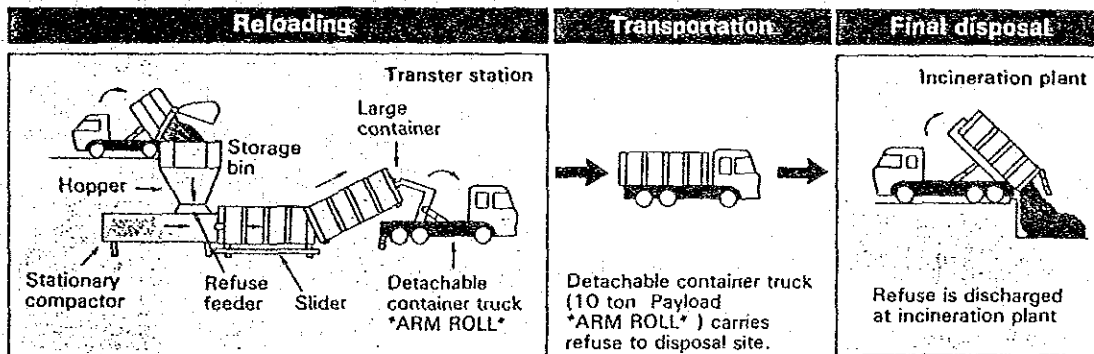 Reloading
Transportation
Final disposal
Transter station
Large
container
Storage
bin
Hopper
Stationary
compactor
Refuse
feeder
Slider
Detachable
container truck
"ARM ROLL"
Detachable container truck
(10 ton Payload
"ARM ROLL" ) carries
refuse to disposal site.
Incineration plant
Refuse is discharged
at incineration plant